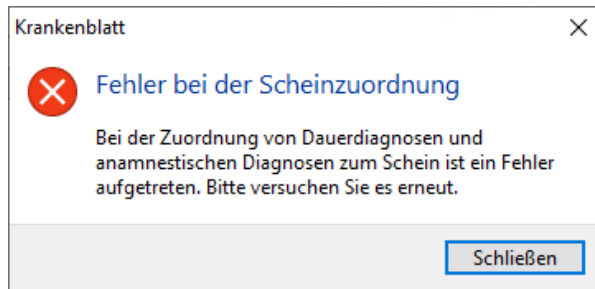 Krankenblatt
Fehler bei der Scheinzuordnung
Bei der Zuordnung von Dauerdiagnosen und
anamnestischen Diagnosen zum Schein ist ein Fehler
aufgetreten. Bitte versuchen Sie es erneut.
Schließen